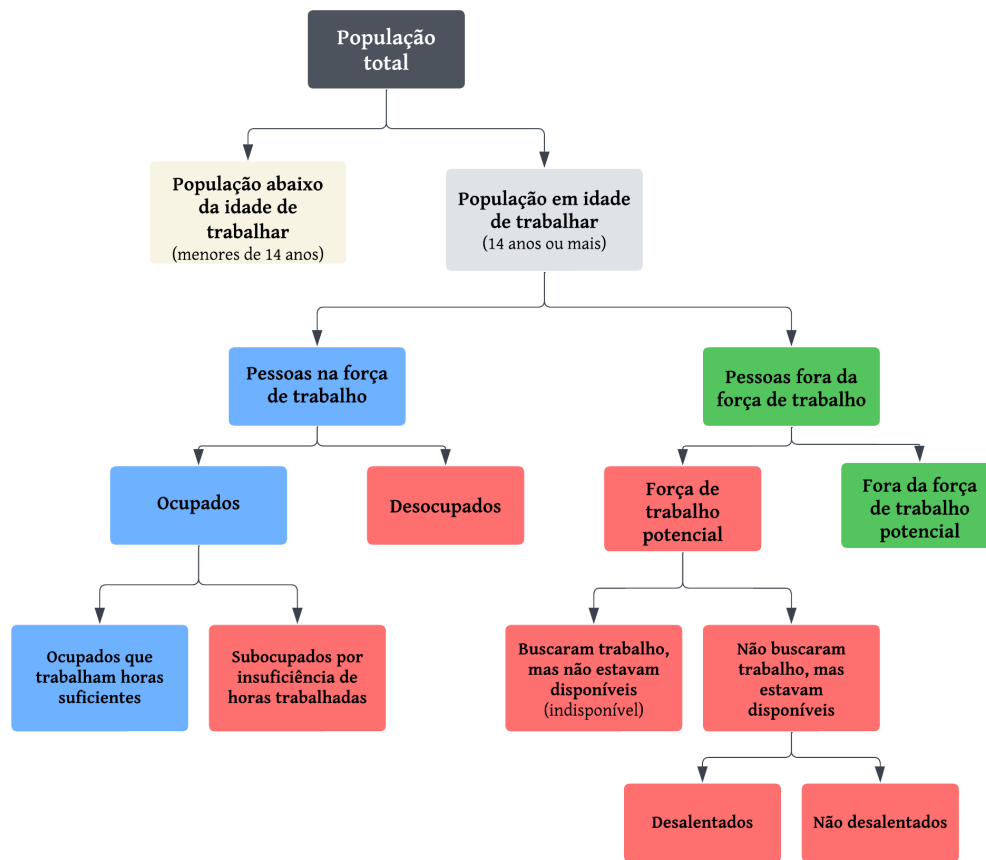 População
total
População abaixo
da idade de
trabalhar
(menores de 14 anos)
População em idade
de trabalhar
(14 anos ou mais)
Pessoas na força
de trabalho
Pessoas fora da
força de trabalho
Ocupados
Desocupados
Força de
trabalho
potencial
Fora da força
de trabalho
potencial
Ocupados que
trabalham horas
suficientes
Subocupados por
insuficiência de
horas trabalhadas
Buscaram trabalho,
mas não estavam
disponíveis
(indisponível)
Não buscaram
trabalho, mas
estavam
disponíveis
Desalentados
Não desalentados